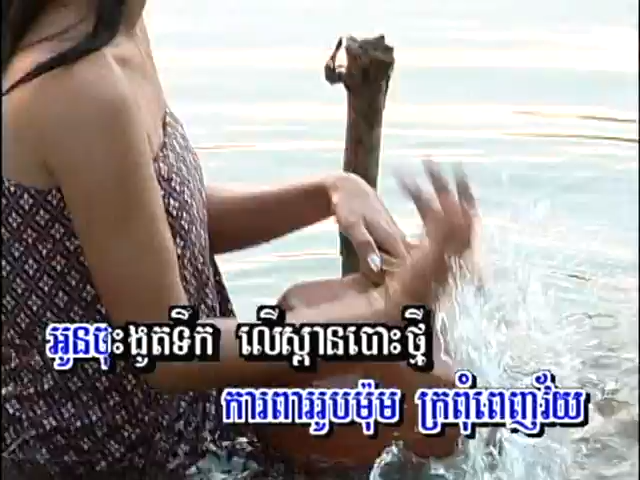 អូនចុះងូតទឹក លើស្ពានបោះថ្មី
ការពារអូបម៉ុម ក្រពុំពេញវ័យ